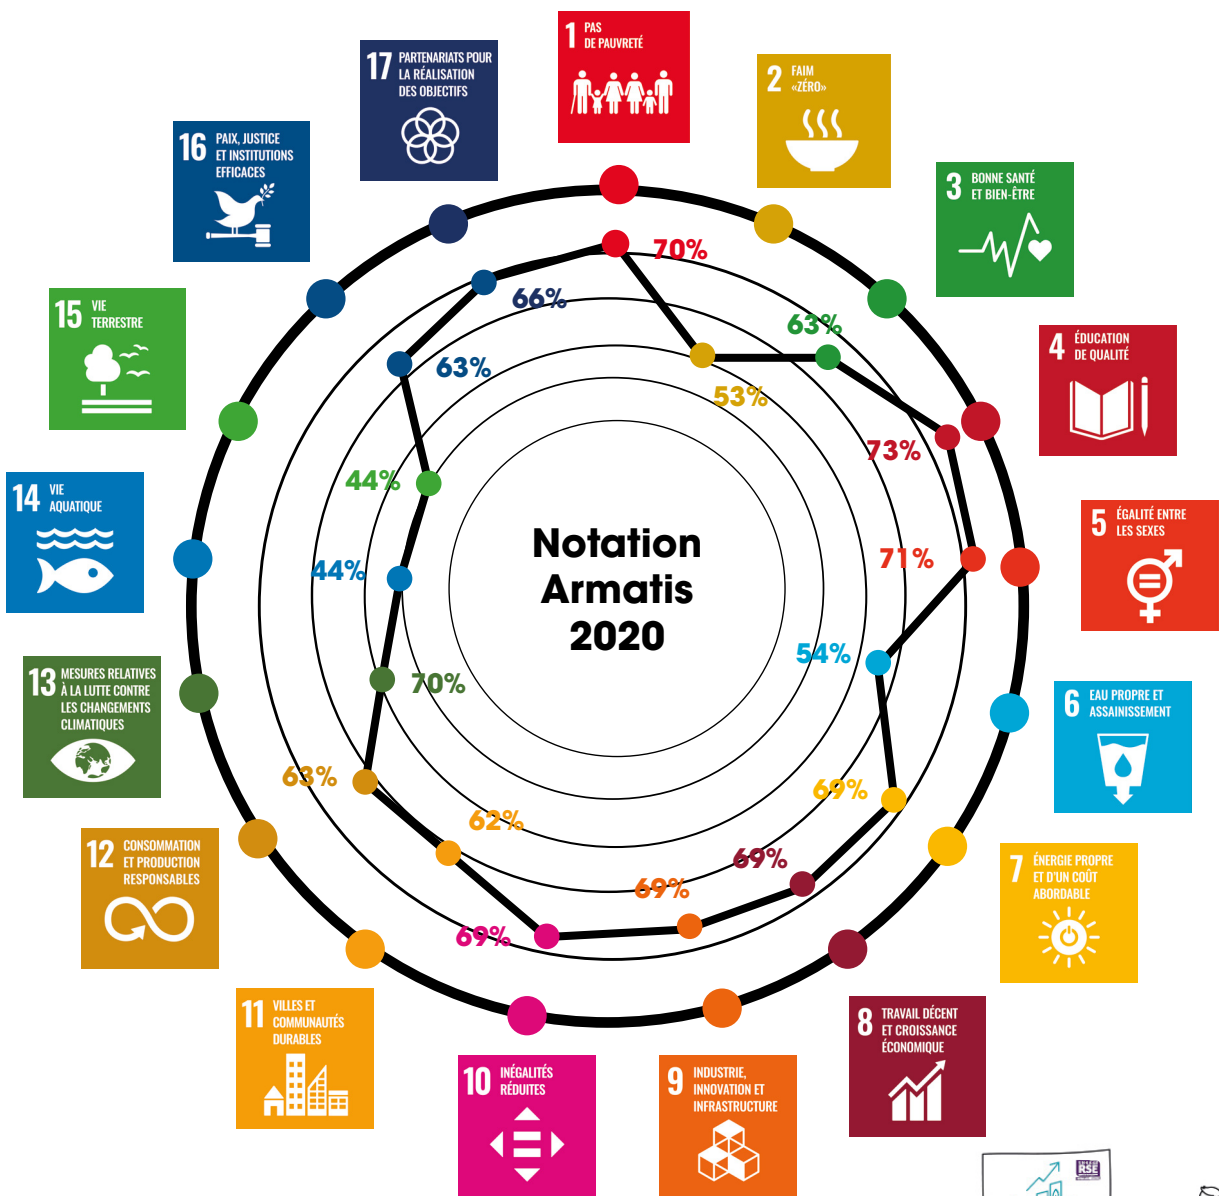 1 PAS
DE PAUVRETÉ
2 FAIM
«ZÉRO»
3 BONNE SANTÉ
ET BIEN-ÊTRE
4 ÉDUCATION
DE QUALITÉ
5 ÉGALITÉ ENTRE
LES SEXES
6 EAU PROPRE ET
ASSAINISSEMENT
7 ÉNERGIE PROPRE
ET D'UN COÛT
ABORDABLE
8 TRAVAIL DÉCENT
ET CROISSANCE
ÉCONOMIQUE
9 INDUSTRIE,
INNOVATION ET
INFRASTRUCTURE
10 INÉGALITÉS
RÉDUITES
11 VILLES ET
COMMUNAUTÉS
DURABLES
12 CONSOMMATION
ET PRODUCTION
RESPONSABLES
13 MESURES RELATIVES
À LA LUTTE CONTRE
LES CHANGEMENTS
CLIMATIQUES
14 VIE
AQUATIQUE
15 VIE
TERRESTRE
16 PAIX, JUSTICE
ET INSTITUTIONS
EFFICACES
17 PARTENARIATS POUR
LA RÉALISATION
DES OBJECTIFS
70%
53%
63%
73%
71%
54%
69%
69%
69%
69%
62%
63%
70%
44%
44%
63%
66%
Notation
Armatis
2020
RSE